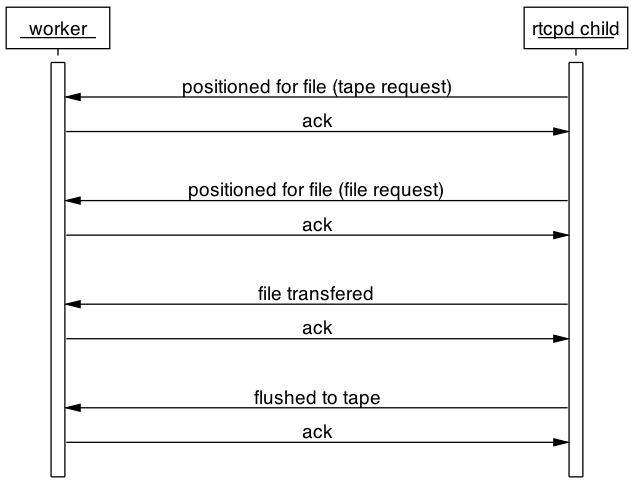 worker
rtcpd child
positioned for file (tape request)
ack
positioned for file (file request)
ack
file transfered
ack
flushed to tape
ack